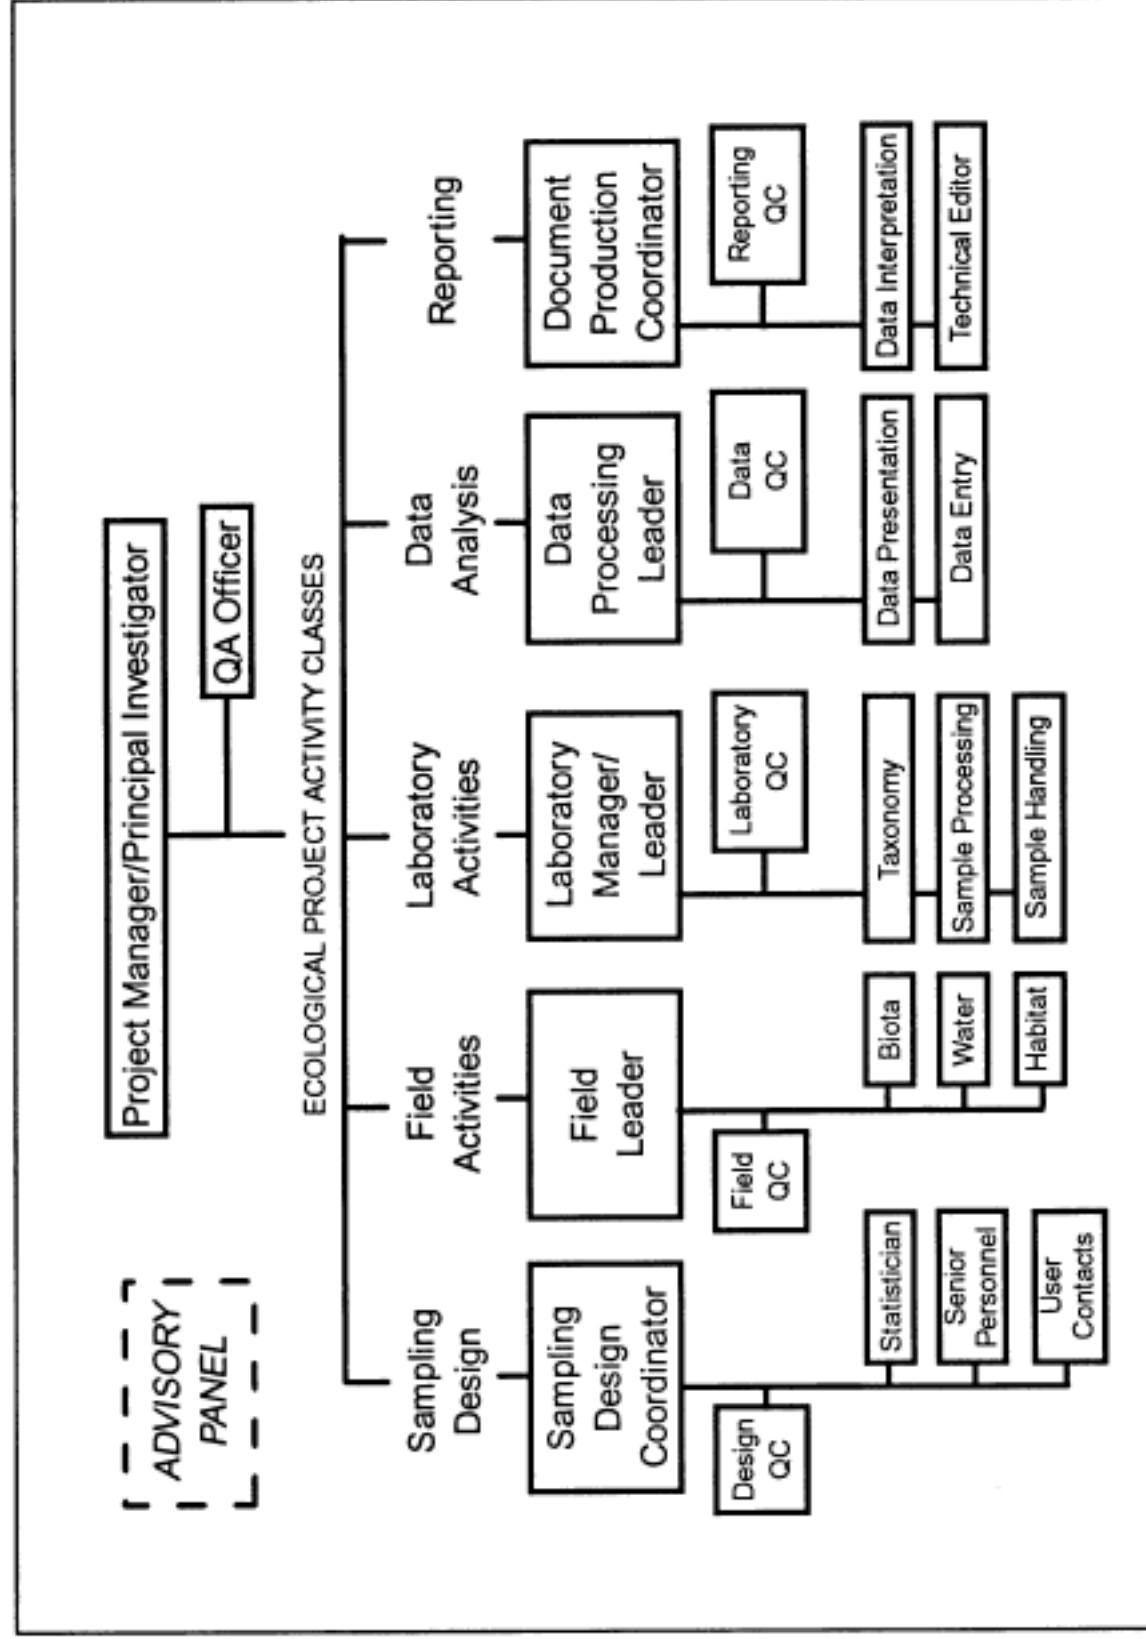 ADVISORY
PANEL
Project Manager/Principal Investigator
QA Officer
ECOLOGICAL PROJECT ACTIVITY CLASSES
Sampling
Design
Field
Activities
Laboratory
Activities
Data
Analysis
Reporting
Sampling
Design
Coordinator
Field
Leader
Laboratory
Manager/
Leader
Data
Processing
Leader
Document
Production
Coordinator
Design
QC
Field
QC
Laboratory
QC
Data
QC
Reporting
QC
Statistician
Senior
Personnel
User
Contacts
Biota
Water
Habitat
Taxonomy
Sample Processing
Sample Handling
Data Presentation
Data Entry
Data Interpretation
Technical Editor